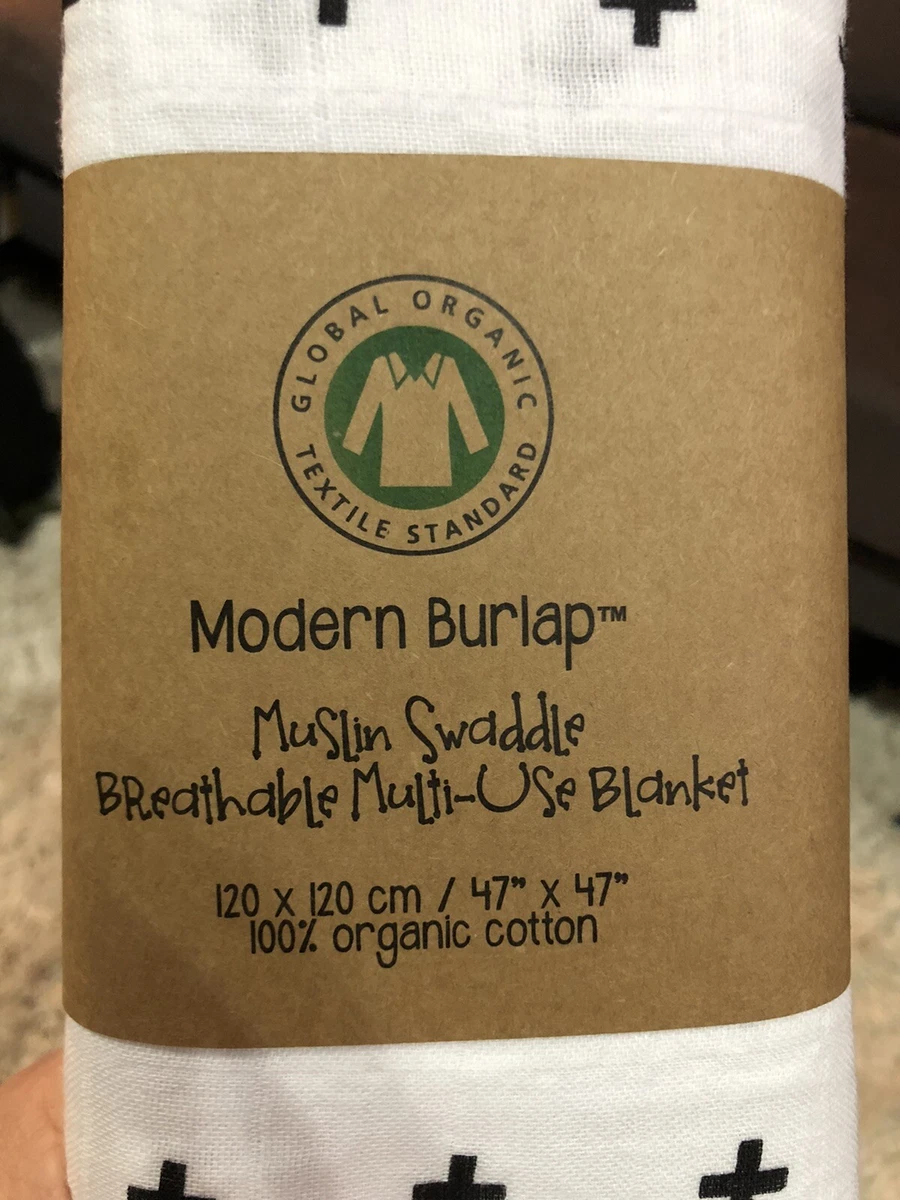 GLOBAL ORGANIC
TEXTILE STANDARD
Modern Burlap™
Muslin Swaddle
BReathable Multi-Use Blanket
120 x 120 cm / 47" x 47"
100% organic cotton